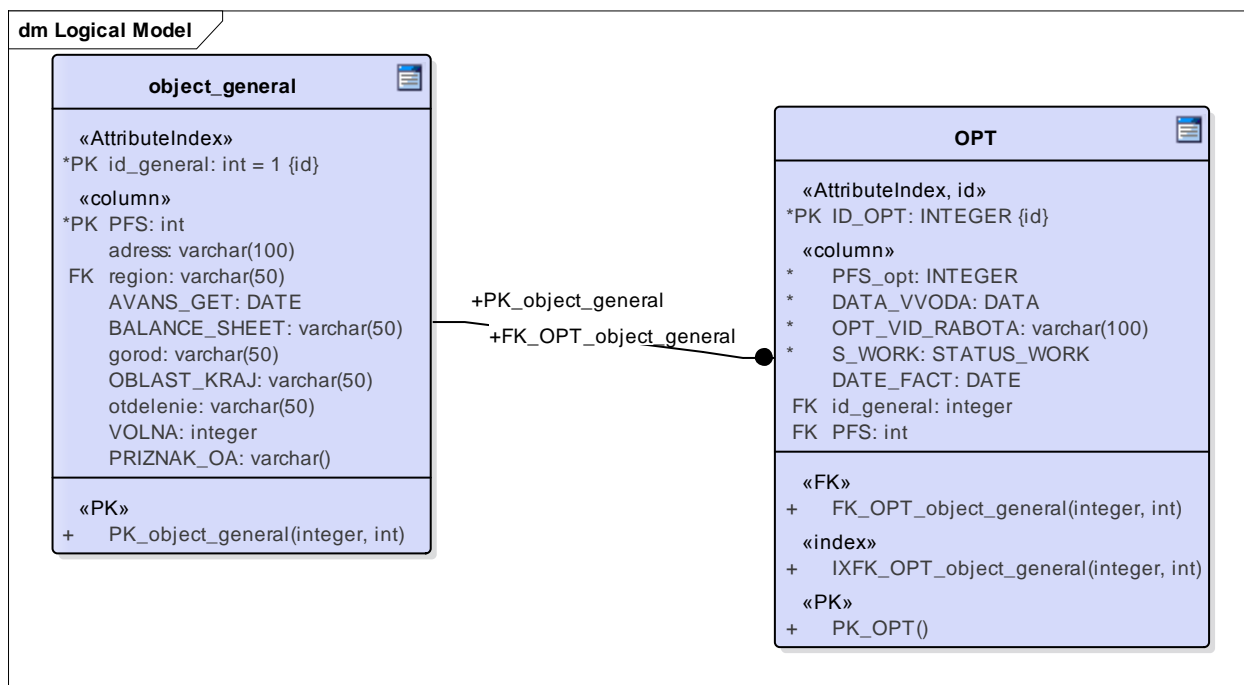 dm Logical Model
object_general
«AttributeIndex»
*PK id_general: int = 1 {id}
«column»
*PK PFS: int
adress: varchar(100)
FK region: varchar(50)
AVANS_GET: DATE
BALANCE_SHEET: varchar(50)
gorod: varchar(50)
OBLAST_KRAJ: varchar(50)
otdelenie: varchar(50)
VOLNA: integer
PRIZNAK_OA: varchar()
«PK»
+ PK_object_general(integer, int)
+PK_object_general
+FK_OPT_object_general
OPT
«AttributeIndex, id»
*PK ID_OPT: INTEGER {id}
«column»
* PFS_opt: INTEGER
* DATA_VVODA: DATA
* OPT_VID_RABOTA: varchar(100)
* S_WORK: STATUS_WORK
DATE_FACT: DATE
FK id_general: integer
FK PFS: int
«FK»
+ FK_OPT_object_general(integer, int)
«index»
+ IXFK_OPT_object_general(integer, int)
«PK»
+ PK_OPT()